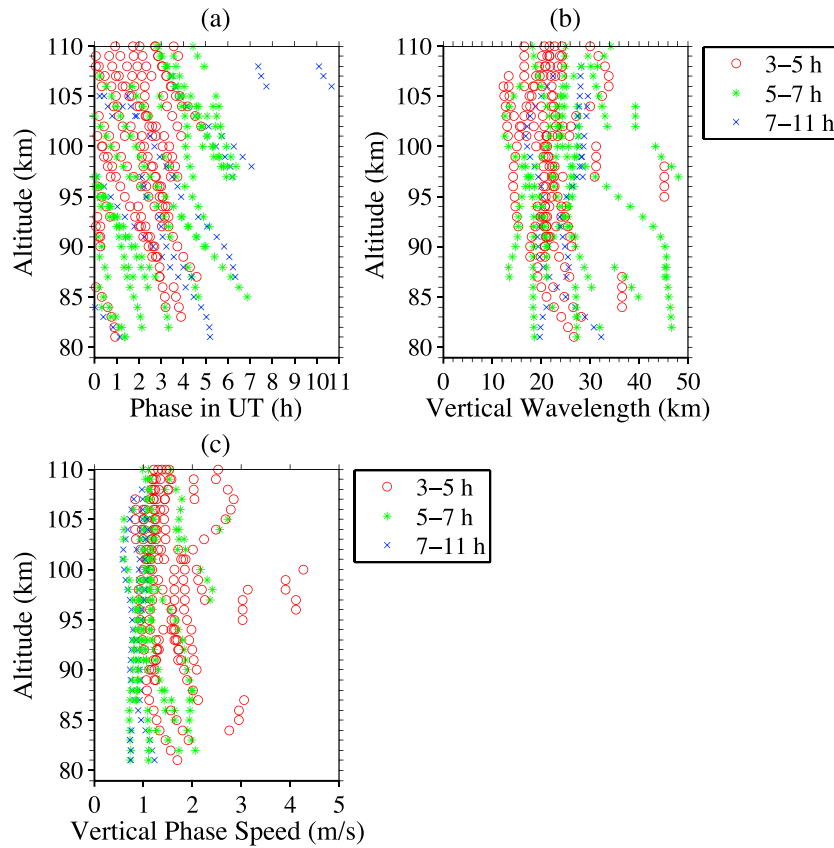 (a)
110
105
100
95
90
85
80
Altitude (km)
0 1 2 3 4 5 6 7 8 9 1011
Phase in UT (h)
(b)
110
105
100
95
90
85
80
Altitude (km)
0 10 20 30 40 50
Vertical Wavelength (km)
3−5 h
5−7 h
7−11 h
(c)
110
105
100
95
90
85
80
Altitude (km)
0 1 2 3 4 5
Vertical Phase Speed (m/s)
3−5 h
5−7 h
7−11 h